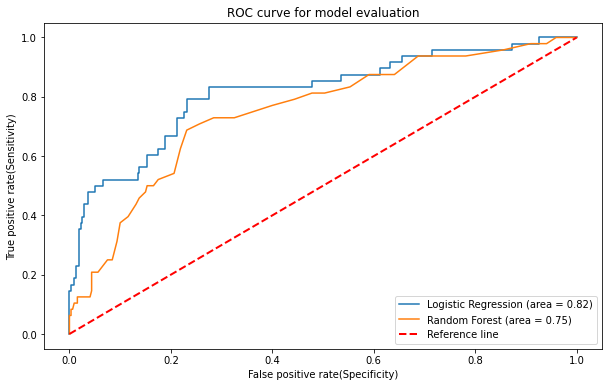 ROC curve for model evaluation
True positive rate(Sensitivity)
1.0
0.8
0.6
0.4
0.2
0.0
0.0 0.2 0.4 0.6 0.8 1.0
False positive rate(Specificity)
Logistic Regression (area = 0.82)
Random Forest (area = 0.75)
Reference line